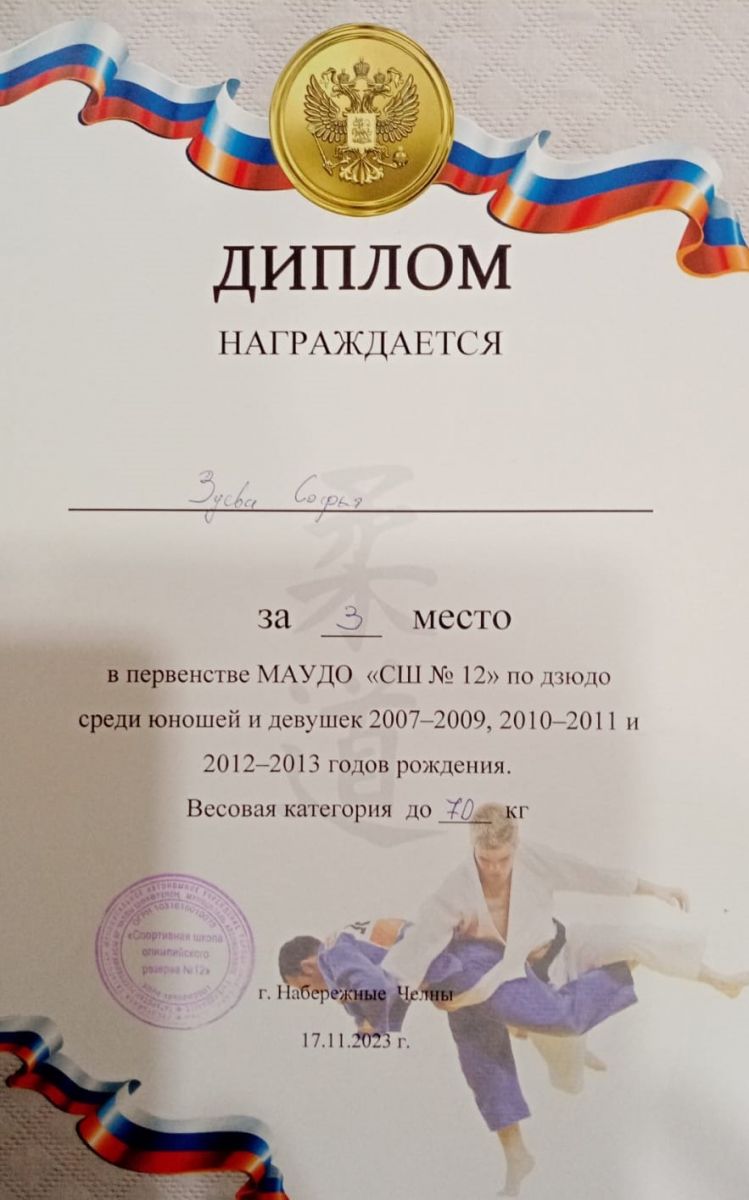 ДИПЛОМ
НАГРАЖДАЕТСЯ
Зуева Софья
за 3 место
в первенстве МАУДО «СШ № 12» по дзюдо
среди юношей и девушек 2007–2009, 2010–2011 и
2012–2013 годов рождения.
Весовая категория до 70 кг
柔道
«Спортивная школа
олимпийского
резерва №12»
г. Набережные Челны
17.11.2023 г.